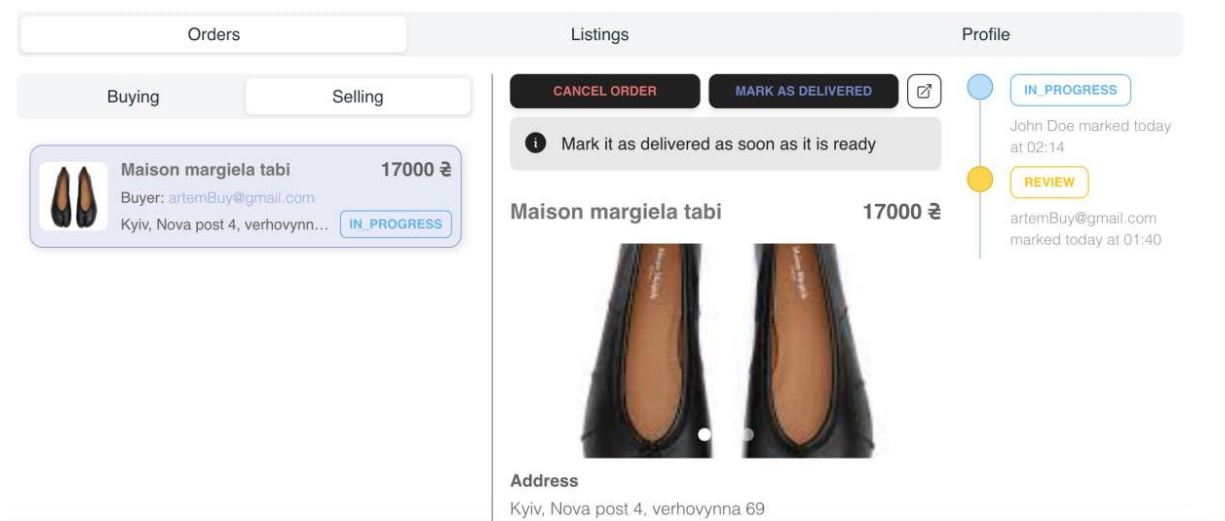 Orders
Listings
Profile
Buying
Selling
Maison margiela tabi
17000 ₴
Buyer: artemBuy@gmail.com
Kyiv, Nova post 4, verhovynn...
IN_PROGRESS
CANCEL ORDER
MARK AS DELIVERED
Mark it as delivered as soon as it is ready
Maison margiela tabi
17000 ₴
Address
Kyiv, Nova post 4, verhovynna 69
IN_PROGRESS
John Doe marked today
at 02:14
REVIEW
artemBuy@gmail.com
marked today at 01:40